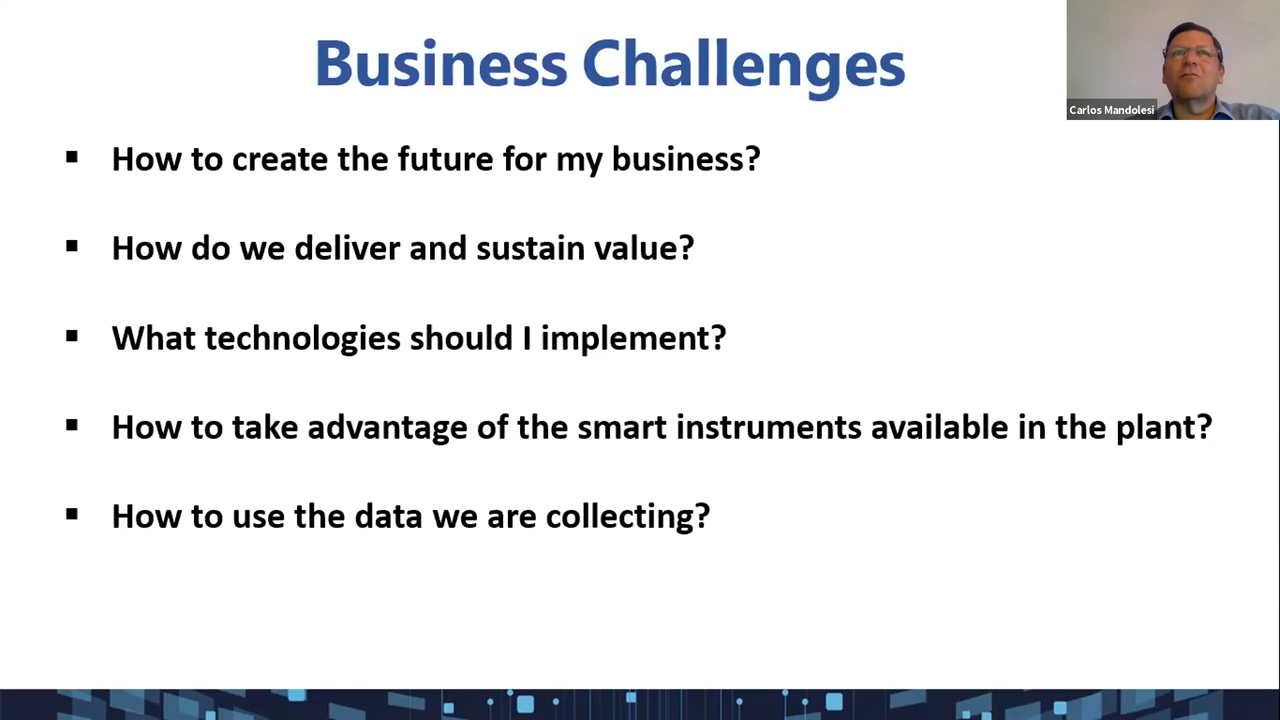 Business Challenges
Carlos Mandolesi
▪ How to create the future for my business?
▪ How do we deliver and sustain value?
▪ What technologies should I implement?
▪ How to take advantage of the smart instruments available in the plant?
▪ How to use the data we are collecting?